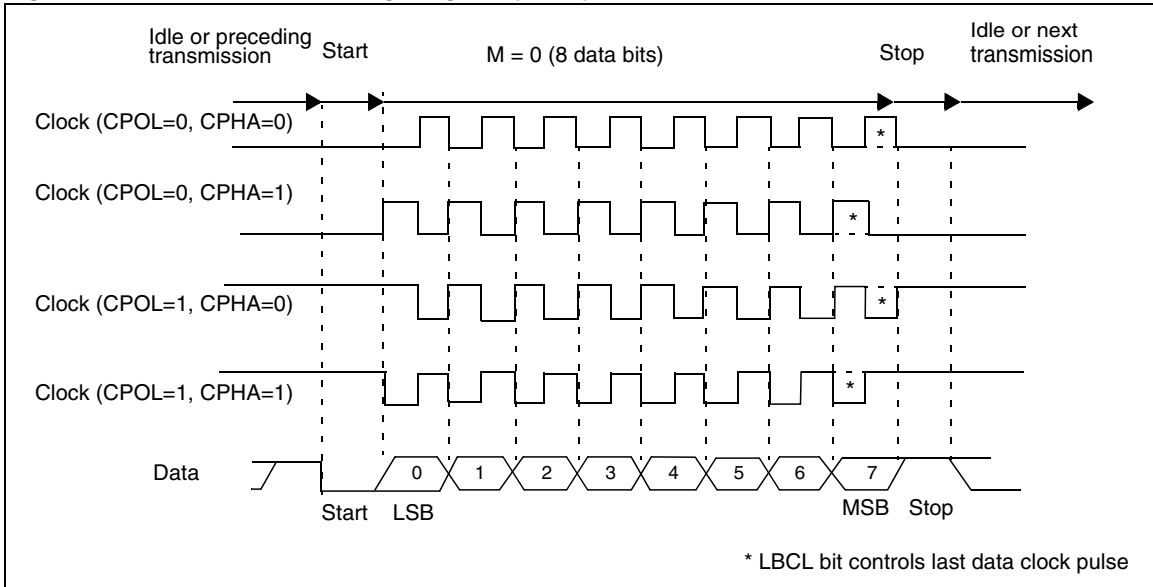 Idle or preceding
transmission
Start
M = 0 (8 data bits)
Stop
Idle or next
transmission
Clock (CPOL=0, CPHA=0)
*
Clock (CPOL=0, CPHA=1)
*
Clock (CPOL=1, CPHA=0)
*
Clock (CPOL=1, CPHA=1)
*
Data
0 1 2 3 4 5 6 7
Start LSB MSB Stop
* LBCL bit controls last data clock pulse